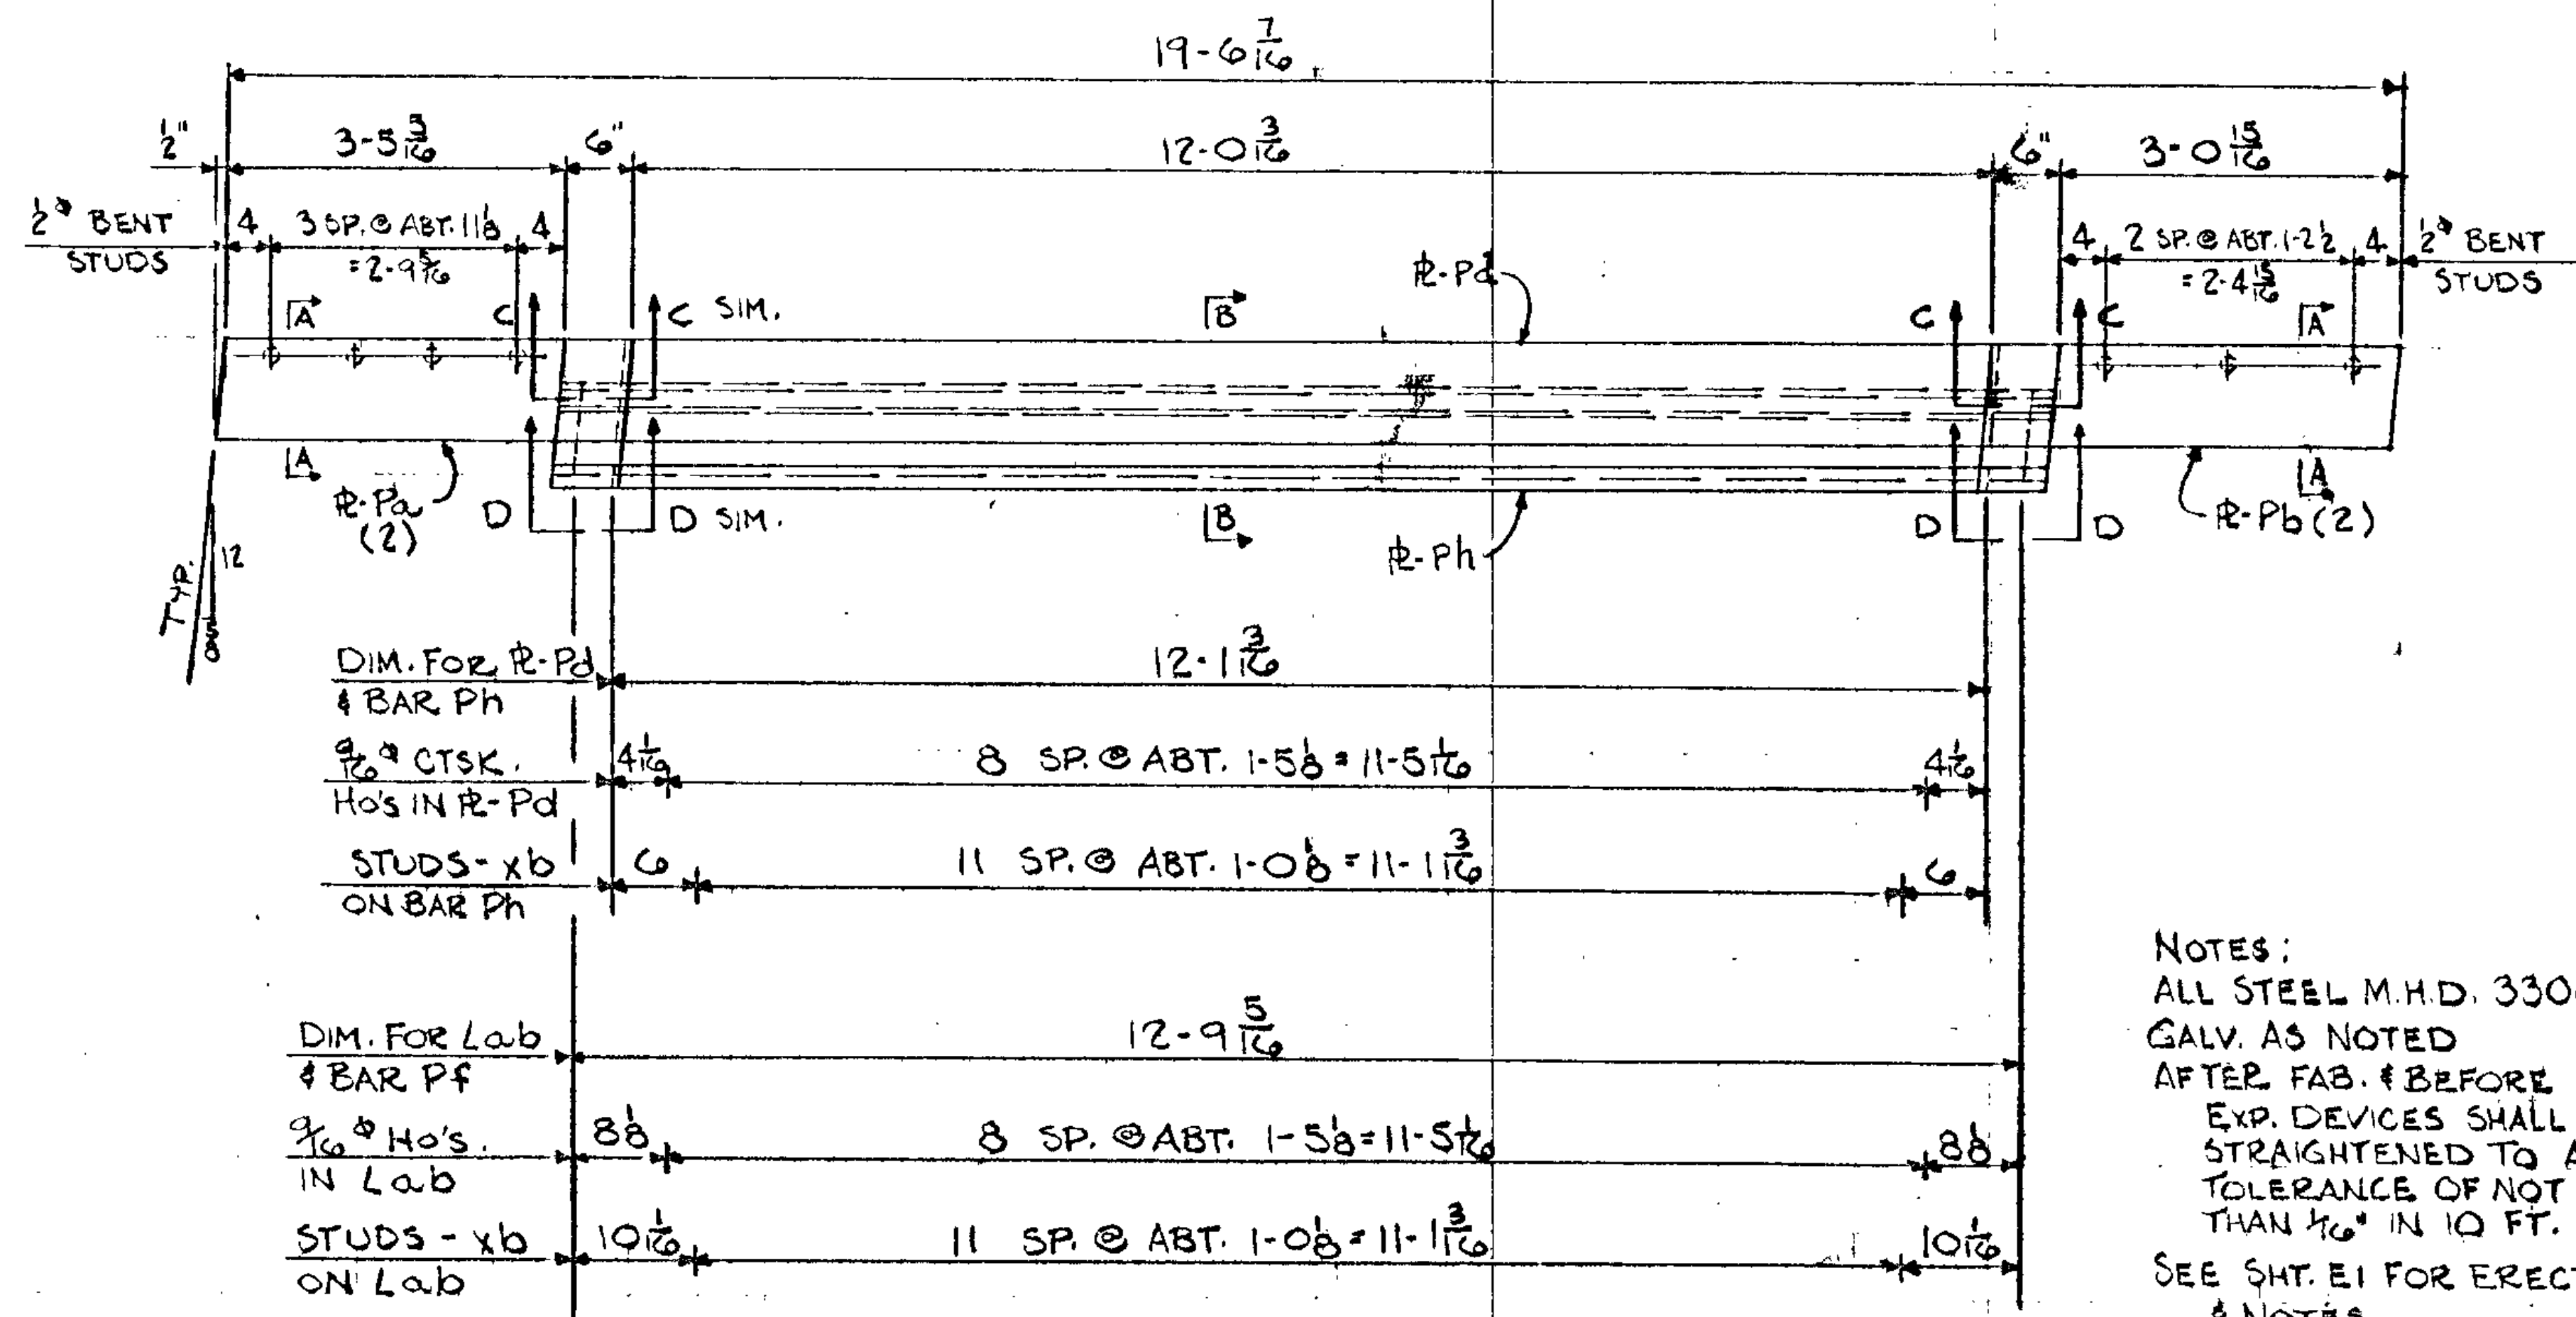 19-6 7/16
1/2"
3-5 5/16
6"
12-0 3/16
6"
3-0 15/16
1/2"⌀ BENT
STUDS
4
3 SP. @ ABT. 11 1/8
= 2-9 5/16
4
4
2 SP. @ ABT. 1-2 1/2
= 2-4 15/16
4
1/2"⌀ BENT
STUDS
PL-Pd
A
C
C SIM.
B
C
C
A
A
PL-Pa
(2)
D
D SIM.
B
PL-Ph
D
D
A
PL-Pb (2)
TYP.
12
DIM. FOR PL-Pd
& BAR Ph
12-1 3/16
9/16 ⌀ CTSK.
HO'S IN PL-Pd
4 1/16
8 SP. @ ABT. 1-5 1/8 = 11-5 1/16
4 1/16
STUDS - xb
ON BAR Ph
6
11 SP. @ ABT. 1-0 1/8 = 11-1 3/16
6
DIM. FOR Lab
& BAR Pf
12-9 5/16
9/16 ⌀ HO'S.
IN Lab
8 1/8
8 SP. @ ABT. 1-5 1/8 = 11-5 1/16
8 1/8
STUDS - xb
ON Lab
10 1/16
11 SP. @ ABT. 1-0 1/8 = 11-1 3/16
10 1/16
NOTES:
ALL STEEL M.H.D. 330
GALV. AS NOTED
AFTER FAB. & BEFORE
EXP. DEVICES SHALL
STRAIGHTENED TO A
TOLERANCE OF NOT
THAN 1/16" IN 10 FT.
SEE SHT. E1 FOR ERECT
& NOTES